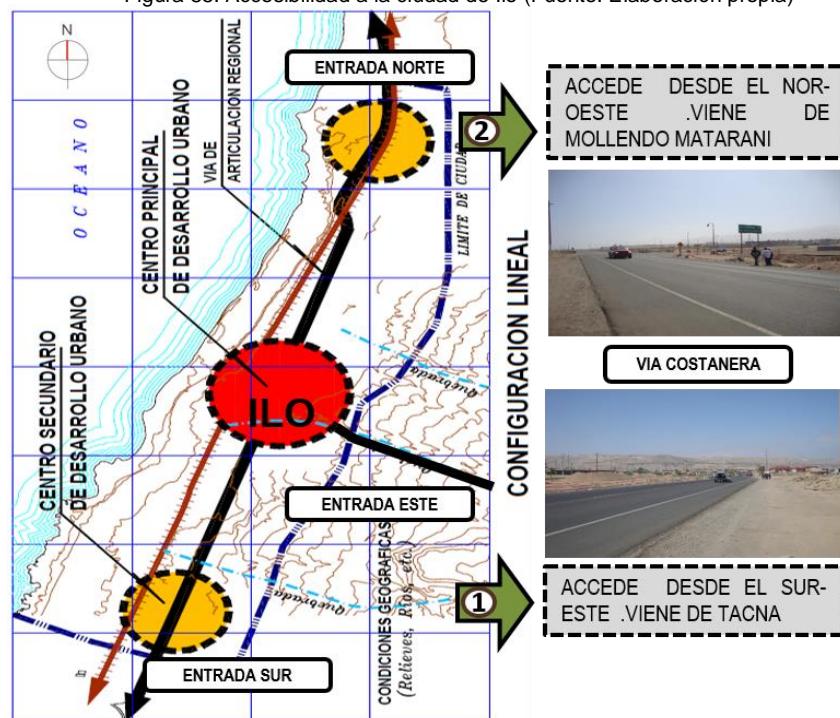 Accesibilidad a la ciudad de Ilo (Fuente: Elaboración propia)
N
OCEANO
ENTRADA NORTE
VIA DE
ARTICULACION REGIONAL
CENTRO PRINCIPAL
DE DESARROLLO URBANO
CENTRO SECUNDARIO
DE DESARROLLO URBANO
LIMITE DE CIUDAD
Quebrada
ILO
ENTRADA ESTE
Quebrada
CONDICIONES GEOGRAFICAS
(Relieves, Rios, etc.)
ENTRADA SUR
CONFIGURACION LINEAL
2
ACCEDE DESDE EL NOR-
OESTE .VIENE DE
MOLLENDO MATARANI
VIA COSTANERA
1
ACCEDE DESDE EL SUR-
ESTE .VIENE DE TACNA